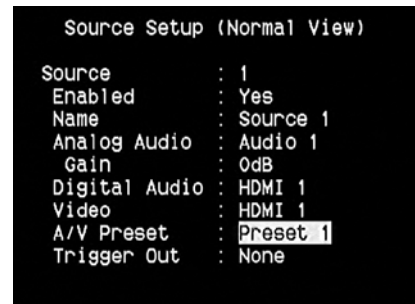 Source Setup (Normal View)
Source : 1
Enabled : Yes
Name : Source 1
Analog Audio : Audio 1
Gain : 0dB
Digital Audio : HDMI 1
Video : HDMI 1
A/V Preset : Preset 1
Trigger Out : None